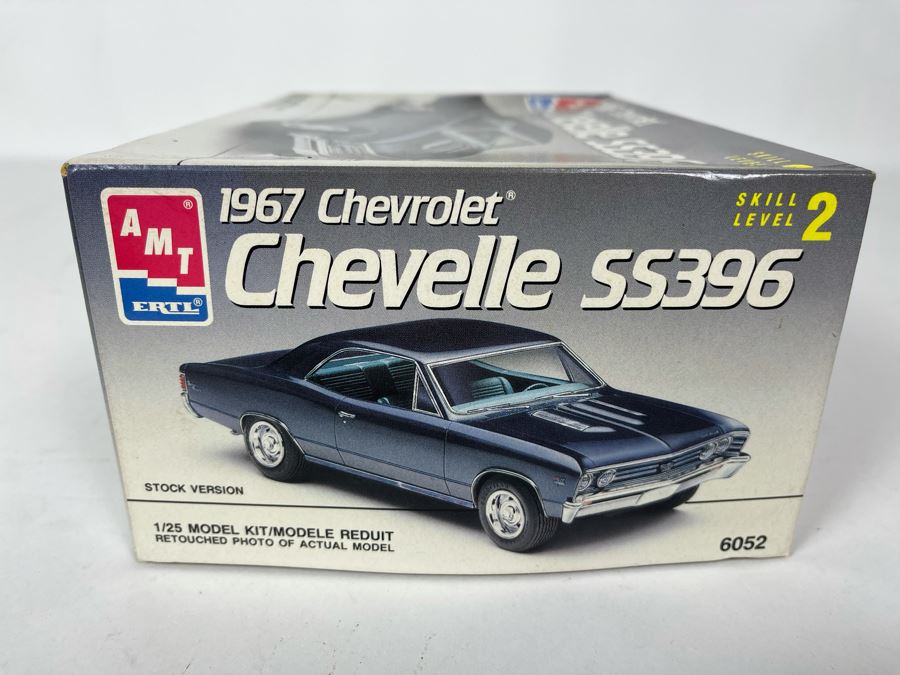 AMT®
ERTL®
1967 Chevrolet®
Chevelle SS396
SKILL
LEVEL 2
STOCK VERSION
1/25 MODEL KIT/MODELE REDUIT
RETOUCHED PHOTO OF ACTUAL MODEL
6052